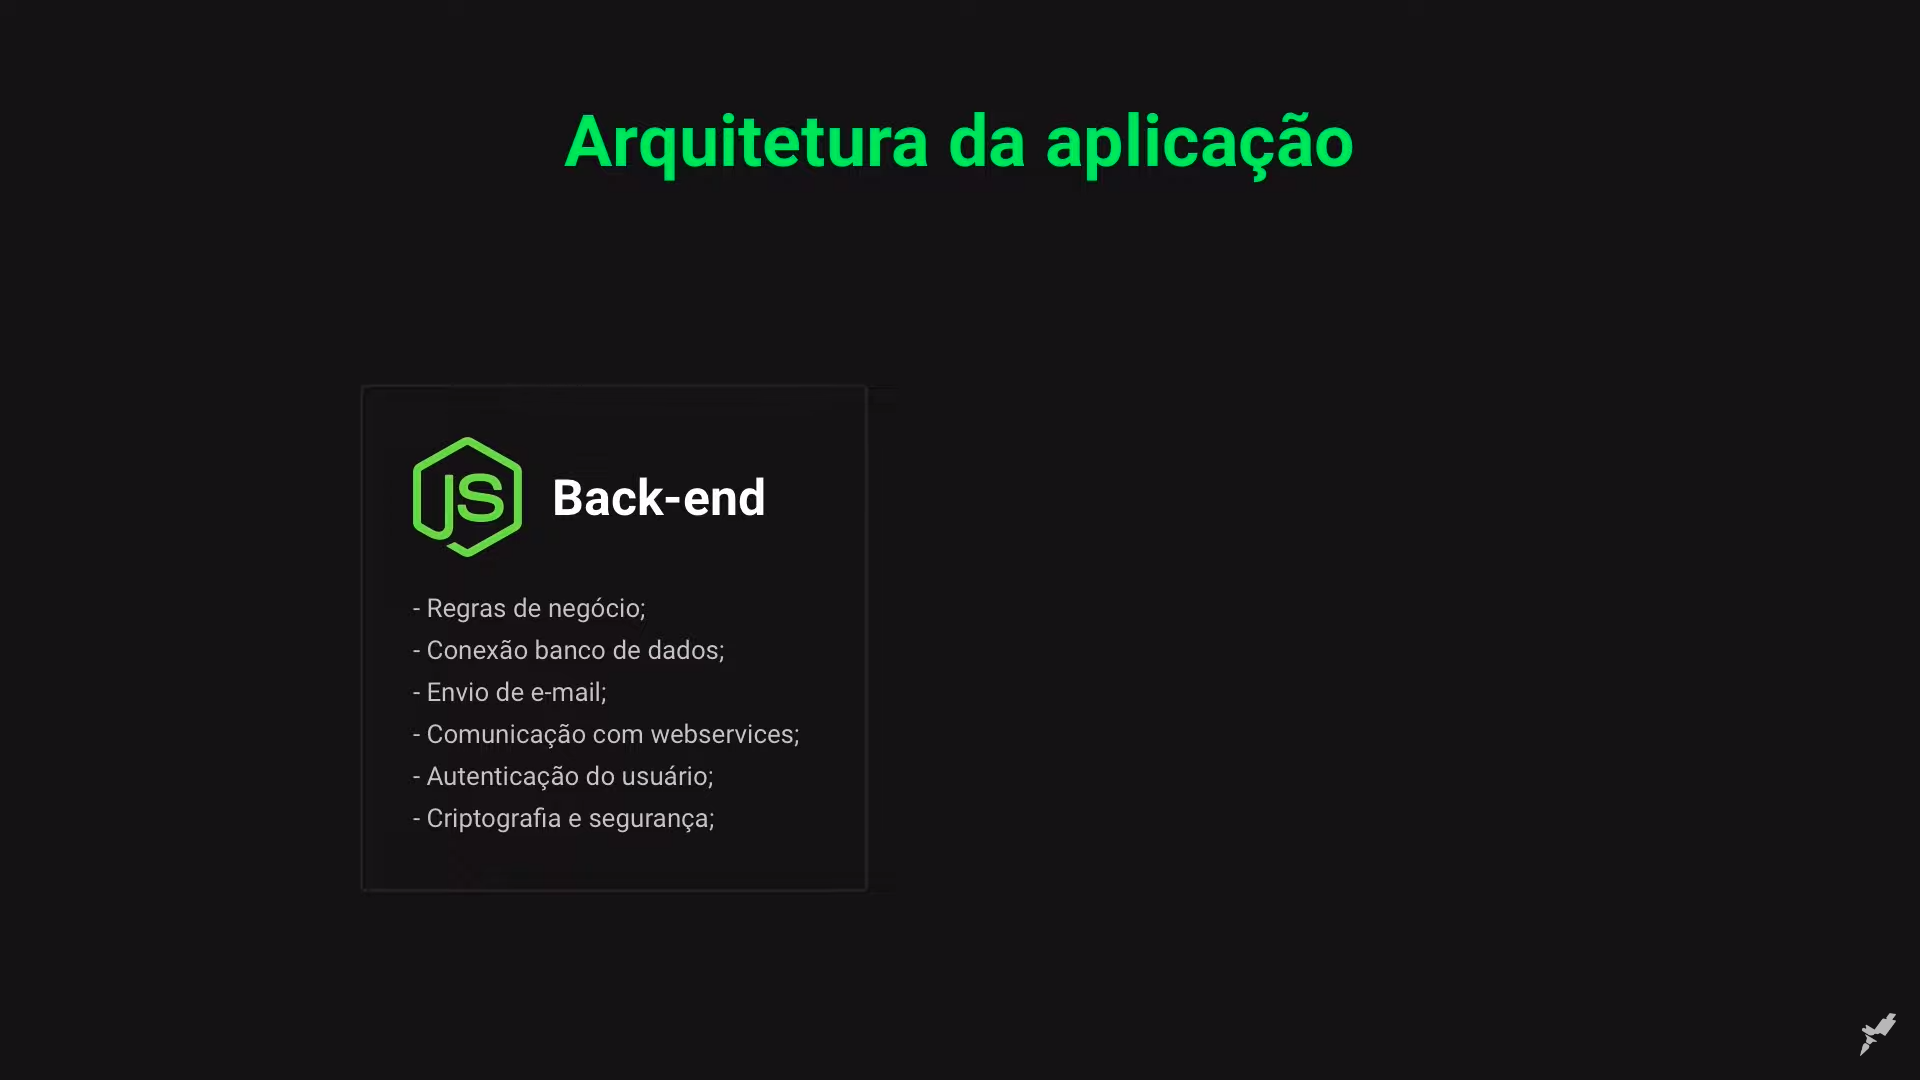 Arquitetura da aplicação
JS
Back-end
- Regras de negócio;
- Conexão banco de dados;
- Envio de e-mail;
- Comunicação com webservices;
- Autenticação do usuário;
- Criptografia e segurança;